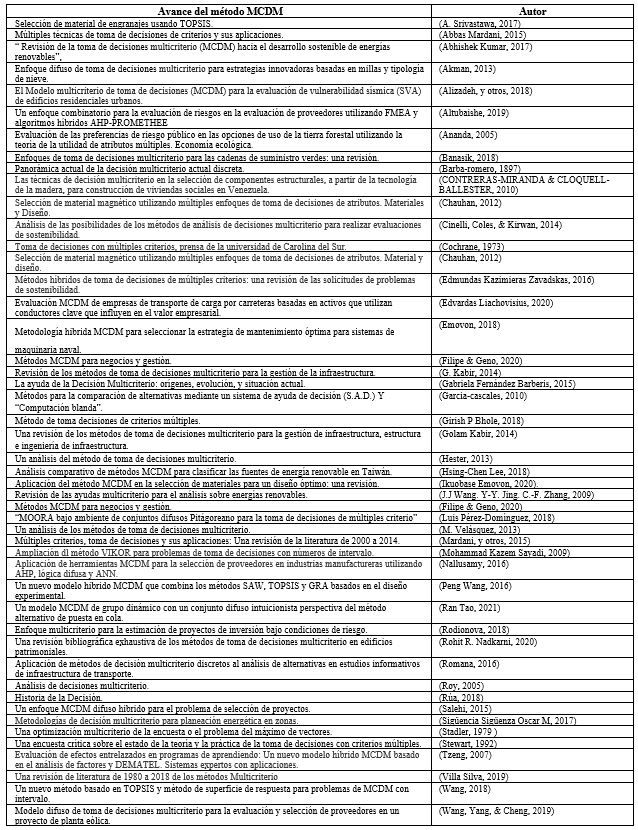 Avance del método MCDM Autor
Selección de material de engranajes usando TOPSIS. (A. Srivastawa, 2017)
Múltiples técnicas de toma de decisiones de criterios y sus aplicaciones. (Abbas Mardani, 2015)
“ Revisión de la toma de decisiones multicriterio (MCDM) hacia el desarrollo sostenible de energías (Abhishek Kumar, 2017)
renovables”,
Enfoque difuso de toma de decisiones multicriterio para estrategias innovadoras basadas en millas y tipología (Akman, 2013)
de nieve.
El Modelo multicriterio de toma de decisiones (MCDM) para la evaluación de vulnerabilidad sísmica (SVA) (Alizadeh, y otros, 2018)
de edificios residenciales urbanos.
Un enfoque combinatorio para la evaluación de riesgos en la evaluación de proveedores utilizando FMEA y (Altubaishe, 2019)
algoritmos híbridos AHP-PROMETHEE
Evaluación de las preferencias de riesgo público en las opciones de uso de la tierra forestal utilizando la (Ananda, 2005)
teoría de la utilidad de atributos múltiples. Economía ecológica.
Enfoques de toma de decisiones multicriterio para las cadenas de suministro verdes: una revisión. (Banasik, 2018)
Panorámica actual de la decisión multicriterio actual discreta. (Barba-romero, 1897)
Las técnicas de decisión multicriterio en la selección de componentes estructurales, a partir de la tecnología (CONTRERAS-MIRANDA & CLOQUELL-
de la madera, para construcción de viviendas sociales en Venezuela. BALLESTER, 2010)
Selección de material magnético utilizando múltiples enfoques de toma de decisiones de atributos. Materiales (Chauhan, 2012)
y Diseño.
Análisis de las posibilidades de los métodos de análisis de decisiones multicriterio para realizar evaluaciones (Cinelli, Coles, & Kirwan, 2014)
de sostenibilidad.
Toma de decisiones con múltiples criterios, prensa de la universidad de Carolina del Sur. (Cochrane, 1973)
Selección de material magnético utilizando múltiples enfoques de toma de decisiones de atributos. Material y (Chauhan, 2012)
diseño.
Métodos híbridos de toma de decisiones de múltiples criterios: una revisión de las solicitudes de problemas (Edmundas Kazimieras Zavadskas, 2016)
de sostenibilidad.
Evaluación MCDM de empresas de transporte de carga por carreteras basadas en activos que utilizan (Edvardas Liachovisius, 2020)
conductores clave que influyen en el valor empresarial.
Metodología híbrida MCDM para seleccionar la estrategia de mantenimiento óptima para sistemas de (Emovon, 2018)
maquinaria naval.
Métodos MCDM para negocios y gestión. (Filipe & Geno, 2020)
Revisión de los métodos de toma de decisiones multicriterio para la gestión de la infraestructura. (G. Kabir, 2014)
La ayuda de la Decisión Multicriterio: orígenes, evolución, y situación actual. (Gabriela Fernández Barberis, 2015)
Métodos para la comparación de alternativas mediante un sistema de ayuda de decisión (S.A.D.) Y (Garcia-cascales, 2010)
“Computación blanda”.
Método de toma decisiones de criterios múltiples. (Girish P Bhole, 2018)
Una revisión de los métodos de toma de decisiones multicriterio para la gestión de infraestructura, estructura (Golam Kabir, 2014)
e ingeniería de infraestructura.
Un análisis del método de toma de decisiones multicriterio. (Hester, 2013)
Análisis comparativo de métodos MCDM para clasificar las fuentes de energía renovable en Taiwán. (Hsing-Chen Lee, 2018)
Aplicación del método MCDM en la selección de materiales para un diseño óptimo: una revisión. (Ikuobase Emovon, 2020).
Revisión de las ayudas multicriterio para el análisis sobre energías renovables. (J.J Wang. Y-Y. Jing. C.-F. Zhang, 2009)
Métodos MCDM para negocios y gestión. (Filipe & Geno, 2020)
“MOORA bajo ambiente de conjuntos difusos Pitágoreano para la toma de decisiones de múltiples criterio” (Luis Pérez-Domínguez, 2018)
Un análisis de los métodos de toma de decisiones multicriterio. (M. Velásquez, 2013)
Múltiples criterios, toma de decisiones y sus aplicaciones: Una revisión de la literatura de 2000 a 2014. (Mardani, y otros, 2015)
Ampliación dl método VIKOR para problemas de toma de decisiones con números de intervalo. (Mohammad Kazem Sayadi, 2009)
Aplicación de herramientas MCDM para la selección de proveedores en industrias manufactureras utilizando (Nallusamy, 2016)
AHP, lógica difusa y ANN.
Un nuevo modelo híbrido MCDM que combina los métodos SAW, TOPSIS y GRA basados en el diseño (Peng Wang, 2016)
experimental.
Un modelo MCDM de grupo dinámico con un conjunto difuso intuicionista perspectiva del método (Ran Tao, 2021)
alternativo de puesta en cola.
Enfoque multicriterio para la estimación de proyectos de inversión bajo condiciones de riesgo. (Rodionova, 2018)
Una revisión bibliográfica exhaustiva de los métodos de toma de decisiones multicriterio en edificios (Rohit R. Nadkarni, 2020)
patrimoniales.
Aplicación de métodos de decisión multicriterio discretos al análisis de alternativas en estudios informativos (Romana, 2016)
de infraestructura de transporte.
Análisis de decisiones multicriterio. (Roy, 2005)
Historia de la Decisión. (Rúa, 2018)
Un enfoque MCDM difuso híbrido para el problema de selección de proyectos. (Salehi, 2015)
Metodologías de decisión multicriterio para planeación energética en zonas. (Sigüencia Sigüenza Oscar M, 2017)
Una optimización multicriterio de la encuesta o el problema del máximo de vectores. (Stadler, 1979 )
Una encuesta crítica sobre el estado de la teoría y la práctica de la toma de decisiones con criterios múltiples. (Stewart, 1992)
Evaluación de efectos entrelazados en programas de aprendiendo: Un nuevo modelo híbrido MCDM basado (Tzeng, 2007)
en el análisis de factores y DEMATEL. Sistemas expertos con aplicaciones.
Una revisión de literatura de 1980 a 2018 de los métodos Multicriterio (Villa Silva, 2019)
Un nuevo método basado en TOPSIS y método de superficie de respuesta para problemas de MCDM con (Wang, 2018)
intervalo.
Modelo difuso de toma de decisiones multicriterio para la evaluación y selección de proveedores en un (Wang, Yang, & Cheng, 2019)
proyecto de planta eólica.